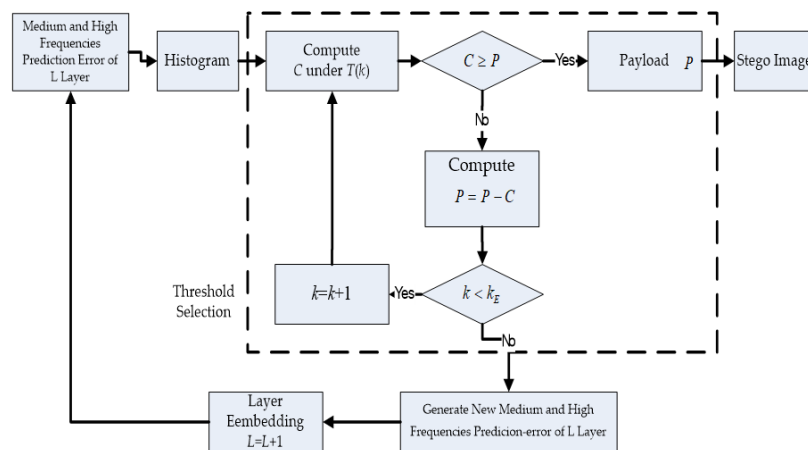 Medium and High
Frequencies
Prediction Error of
L Layer
Histogram
Compute
C under T(k)
C ≥ P
Yes
Payload P
Stego Image
No
Compute
P = P − C
k < k_E
Yes
k=k+1
Threshold
Selection
No
Generate New Medium and High
Frequencies Predicion-error of L Layer
Layer
Eembedding
L=L+1